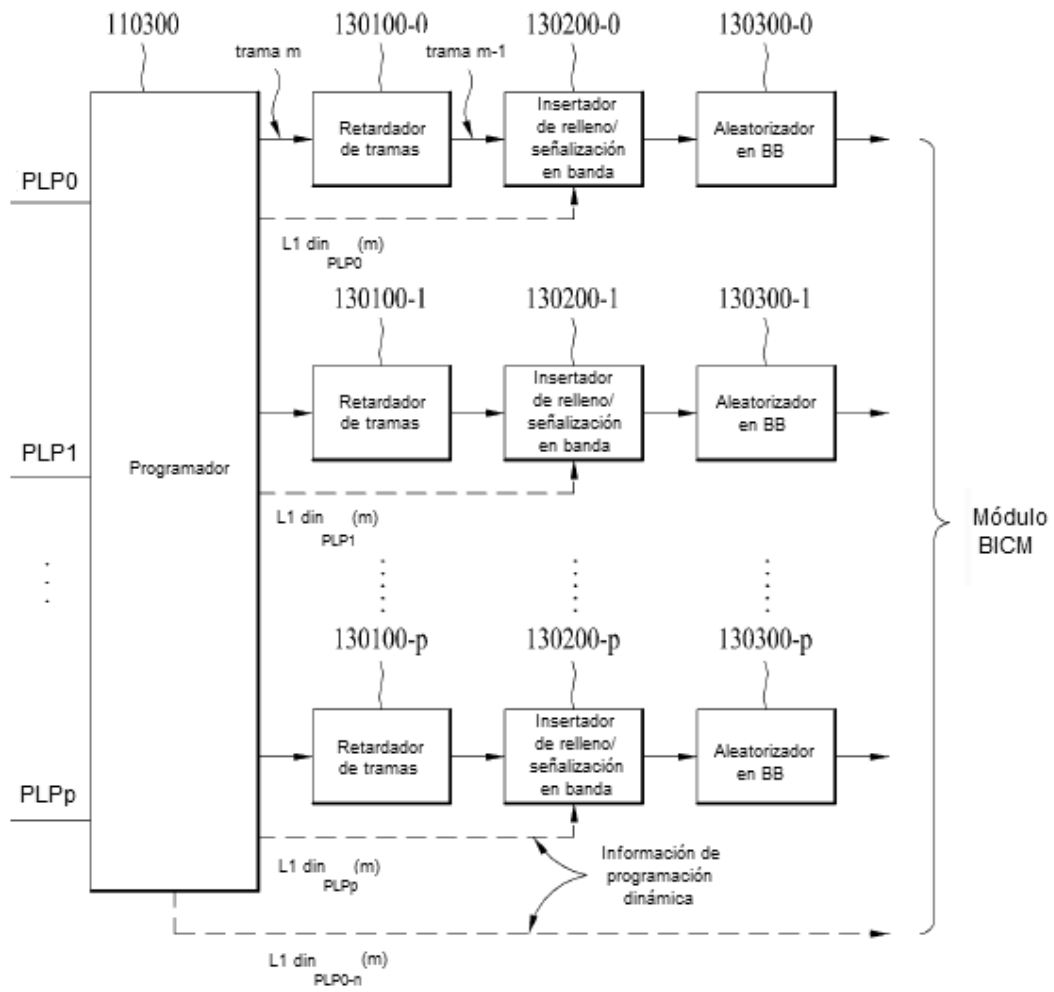 110300
130100-0
130200-0
130300-0
trama m
trama m-1
Retardador
de tramas
Insertador
de relleno/
señalización
en banda
Aleatorizador
en BB
PLP0
L1 din PLP0 (m)
130100-1
130200-1
130300-1
Retardador
de tramas
Insertador
de relleno/
señalización
en banda
Aleatorizador
en BB
PLP1
Programador
L1 din PLP1 (m)
Módulo
BICM
130100-p
130200-p
130300-p
Retardador
de tramas
Insertador
de relleno/
señalización
en banda
Aleatorizador
en BB
PLPp
L1 din PLPp (m)
Información de
programación
dinámica
L1 din PLP0-n (m)